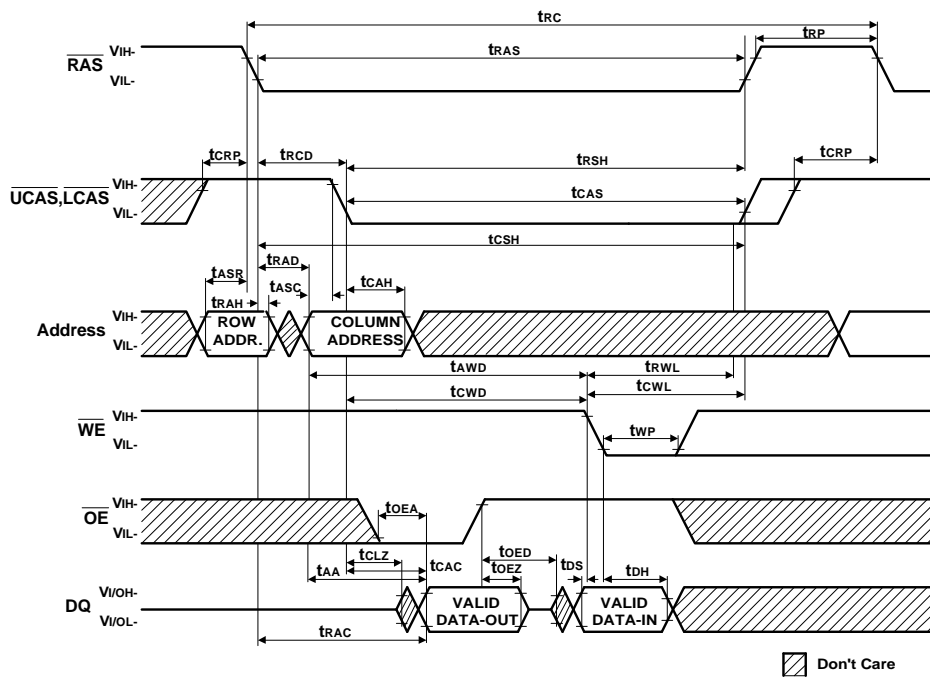 tRC
tRP
RAS
VIH-
VIL-
tRAS
tCRP
tRCD
tRSH
tCRP
UCAS,LCAS
VIH-
VIL-
tCAS
tCSH
tRAD
tASR
tASC
tCAH
tRAH
Address
VIH-
VIL-
ROW
ADDR.
COLUMN
ADDRESS
tAWD
tRWL
tCWD
tCWL
WE
VIH-
VIL-
tWP
OE
VIH-
VIL-
tOEA
tCLZ
tCAC
tOED
tAA
tOEZ
tDS
tDH
DQ
VI/OH-
VI/OL-
VALID
DATA-OUT
VALID
DATA-IN
tRAC
Don't Care